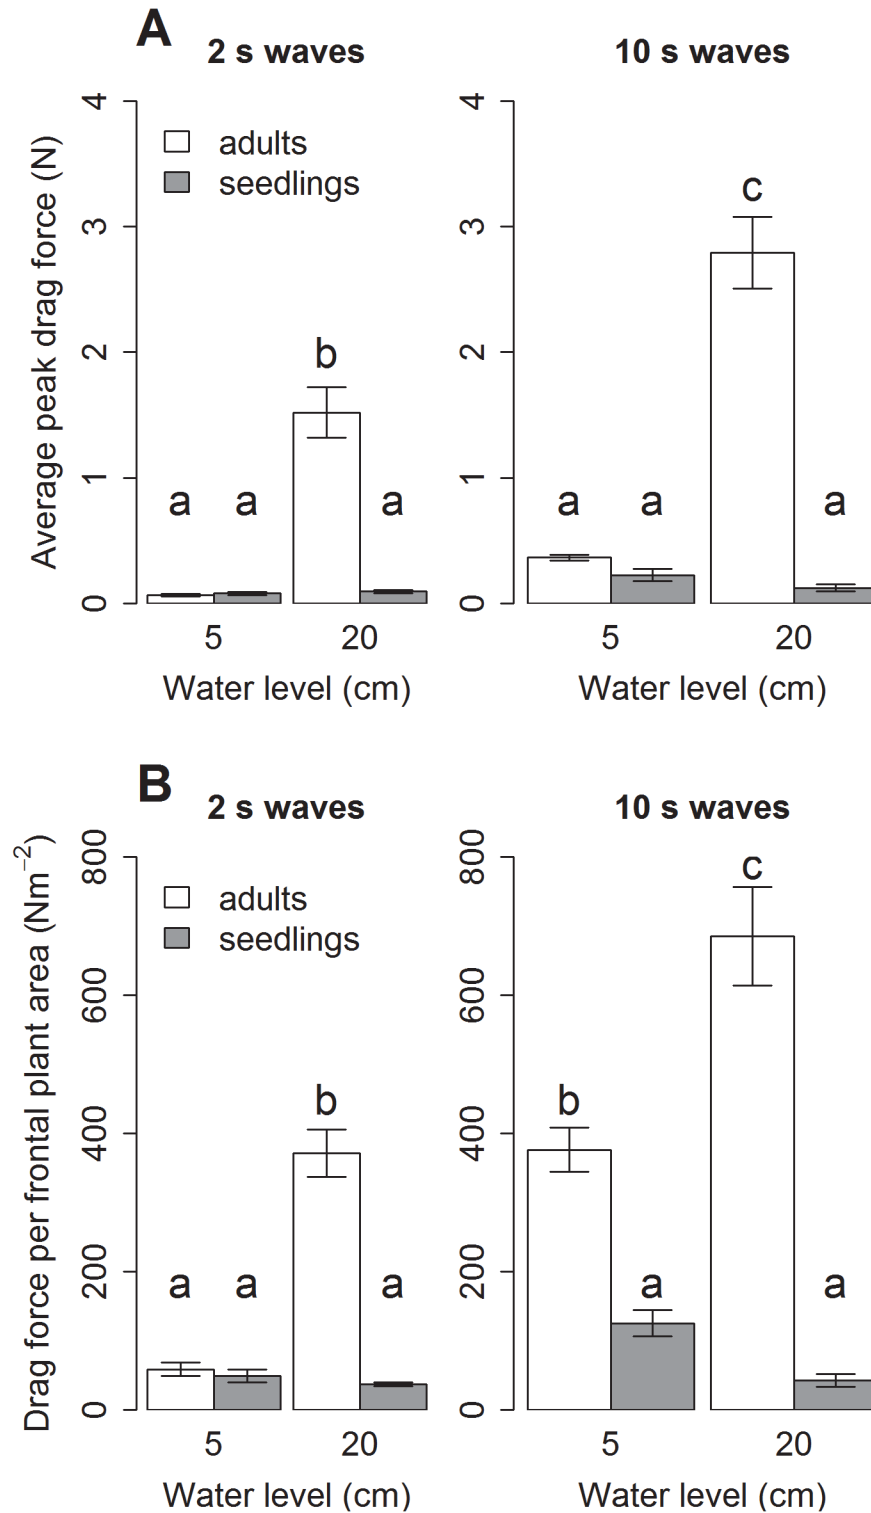 A
2 s waves
10 s waves
Average peak drag force (N)
0 1 2 3 4
adults
seedlings
a a b a
5 20
Water level (cm)
0 1 2 3 4
a a c a
5 20
Water level (cm)
B
2 s waves
10 s waves
Drag force per frontal plant area (Nm⁻²)
0 200 400 600 800
adults
seedlings
a a b a
5 20
Water level (cm)
0 200 400 600 800
b a c a
5 20
Water level (cm)